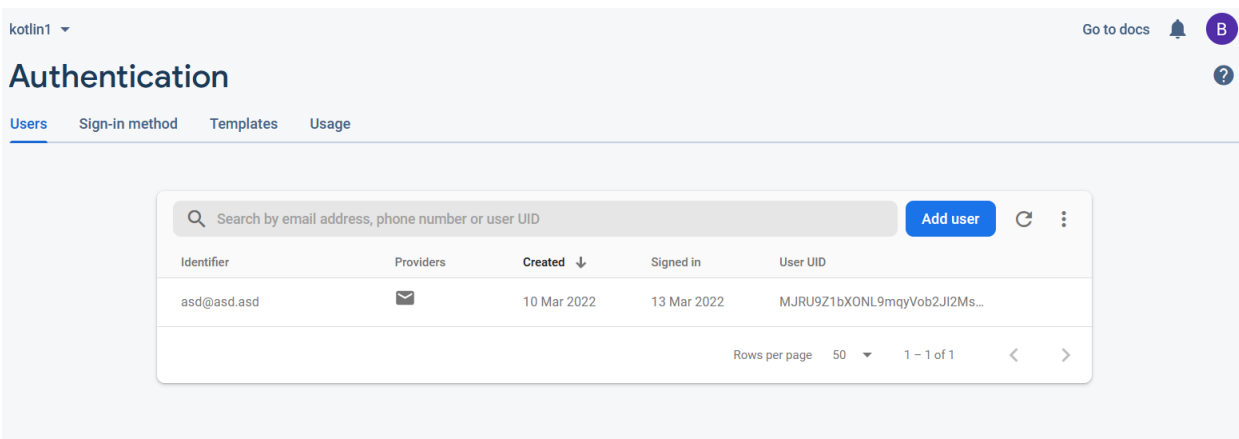 kotlin1 Go to docs B
Authentication
Users Sign-in method Templates Usage
Search by email address, phone number or user UID Add user
Identifier Providers Created Signed in User UID
asd@asd.asd 10 Mar 2022 13 Mar 2022 MJRU9Z1bXONL9mqyVob2JI2Ms...
Rows per page 50 1 – 1 of 1